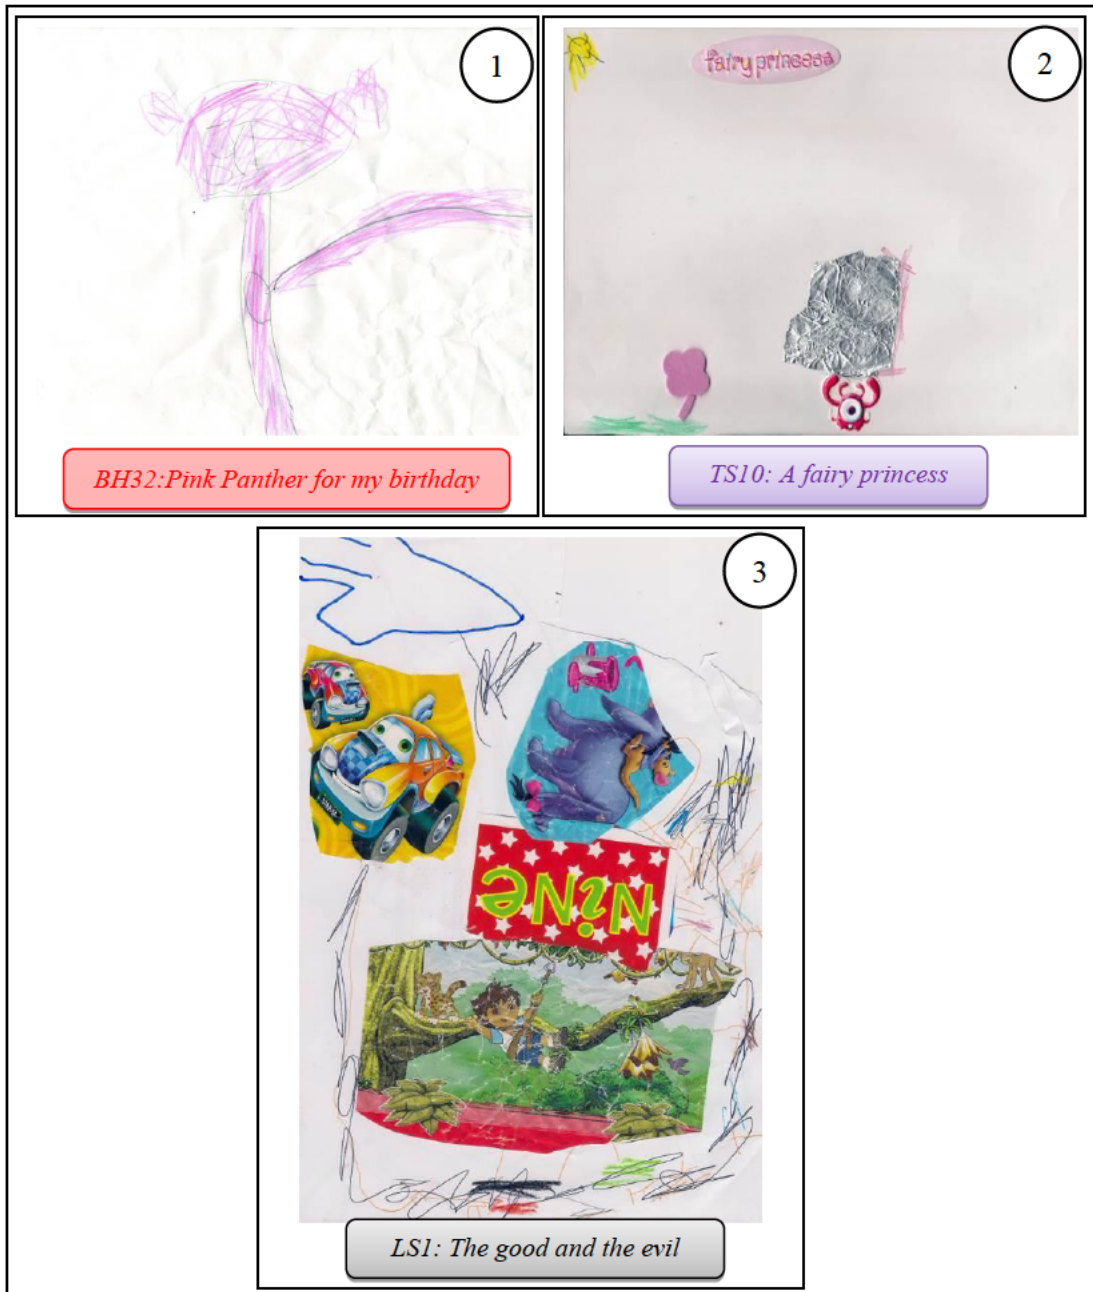 1
BH32:Pink Panther for my birthday
2
fairy princess
TS10: A fairy princess
3
NiNe
LS1: The good and the evil